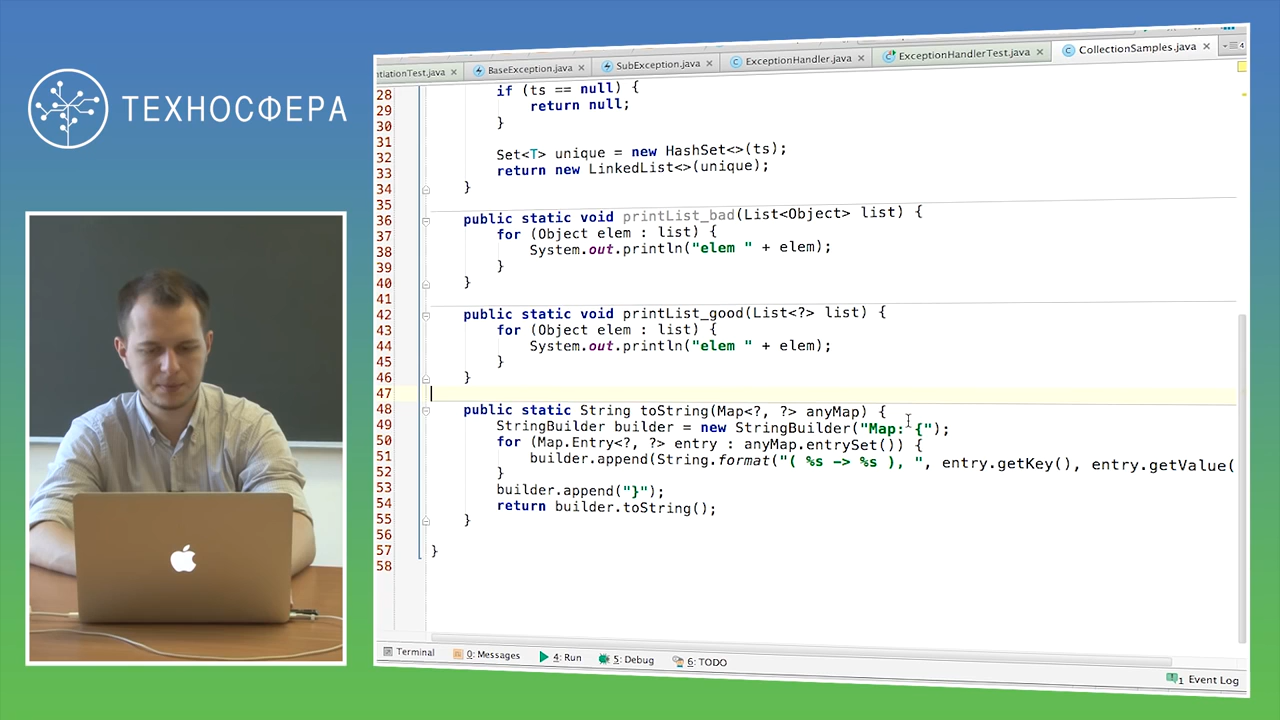 ТЕХНОСФЕРА
ntiationTest.java
BaseException.java
SubException.java
ExceptionHandler.java
ExceptionHandlerTest.java
CollectionSamples.java
4
28 if (ts == null) {
29 return null;
30 }
31
32 Set<T> unique = new HashSet<>(ts);
33 return new LinkedList<>(unique);
34 }
35
36 public static void printList_bad(List<Object> list) {
37 for (Object elem : list) {
38 System.out.println("elem " + elem);
39 }
40 }
41
42 public static void printList_good(List<?> list) {
43 for (Object elem : list) {
44 System.out.println("elem " + elem);
45 }
46 }
47
48 public static String toString(Map<?, ?> anyMap) {
49 StringBuilder builder = new StringBuilder("Map: {");
50 for (Map.Entry<?, ?> entry : anyMap.entrySet()) {
51 builder.append(String.format("( %s -> %s ), ", entry.getKey(), entry.getValue(
52 }
53 builder.append("}");
54 return builder.toString();
55 }
56
57 }
58
Terminal
0: Messages
4: Run
5: Debug
6: TODO
1 Event Log